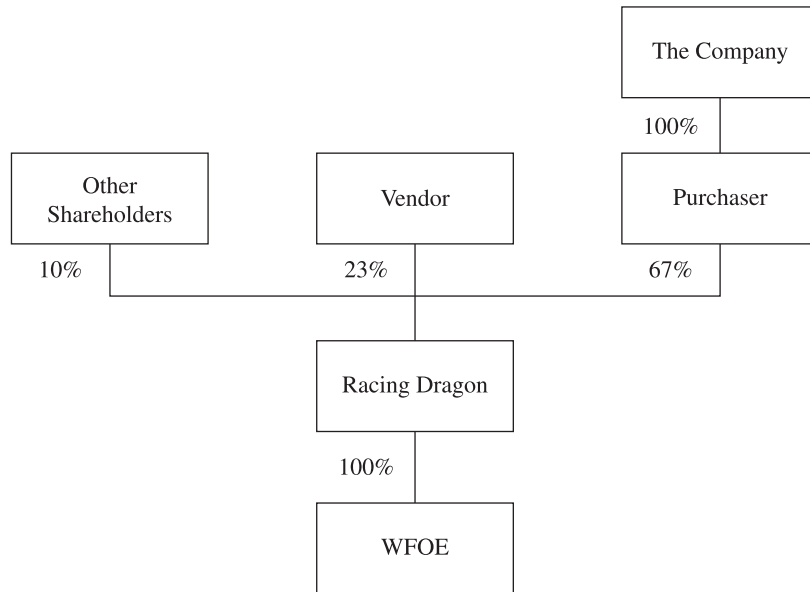 The Company
100%
Other
Shareholders
Vendor
Purchaser
10%
23%
67%
Racing Dragon
100%
WFOE